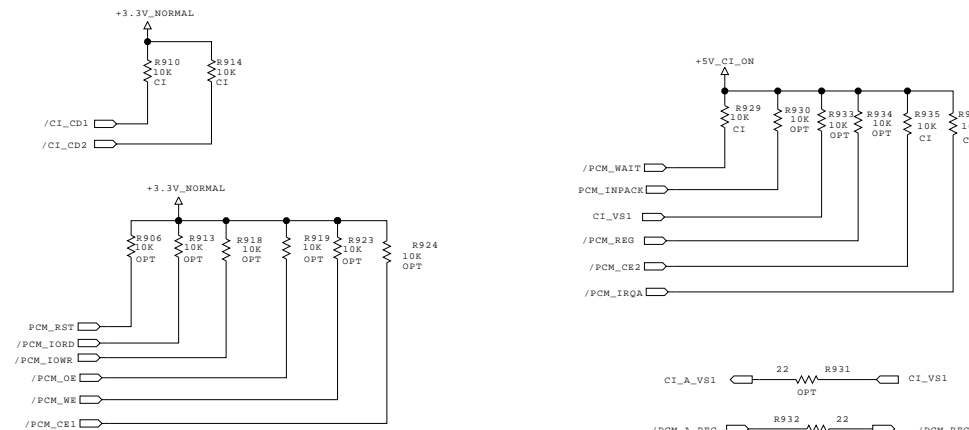 +3.3V_NORMAL
R910
10K
CI
R914
10K
CI
/CI_CD1
/CI_CD2
+3.3V_NORMAL
R906
10K
OPT
R913
10K
OPT
R918
10K
OPT
R919
10K
OPT
R923
10K
OPT
R924
10K
OPT
PCM_RST
/PCM_IORD
/PCM_IOWR
/PCM_OE
/PCM_WE
/PCM_CE1
+5V_CI_ON
R929
10K
CI
R930
10K
OPT
R933
10K
OPT
R934
10K
OPT
R935
10K
CI
/PCM_WAIT
PCM_INPACK
CI_VS1
/PCM_REG
/PCM_CE2
/PCM_IRQA
CI_A_VS1
22
R931
OPT
CI_VS1
/PCM_A_REG
R932
22
/PCM_REG